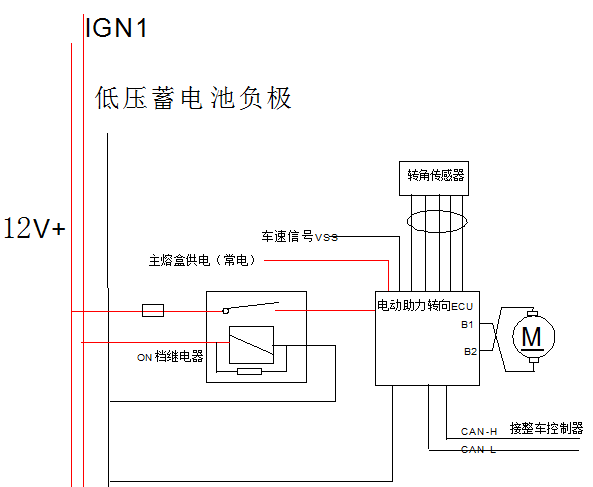 IGN1
低压蓄电池负极
转角传感器
12V+
车速信号VSS
主熔盒供电（常电）
电动助力转向ECU
B1
M
B2
ON档继电器
CAN-H 接整车控制器
CAN-L